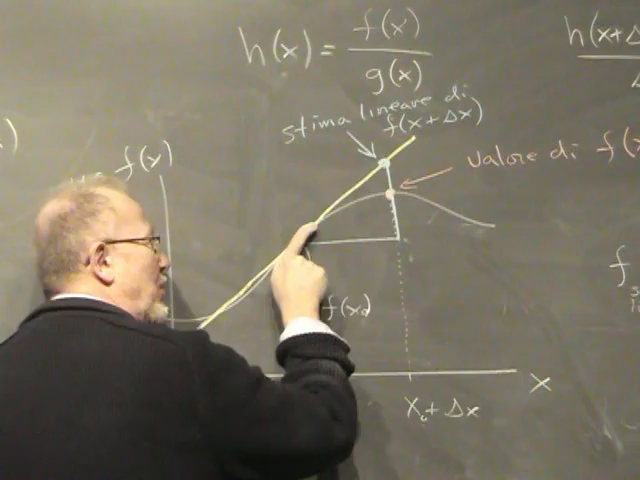 h(x) = f(x) / g(x)
h(x+Δ
stima lineare di
f(x+Δx)
valore di f(x
f(x)
f(x₀
f
x
X₀+Δx